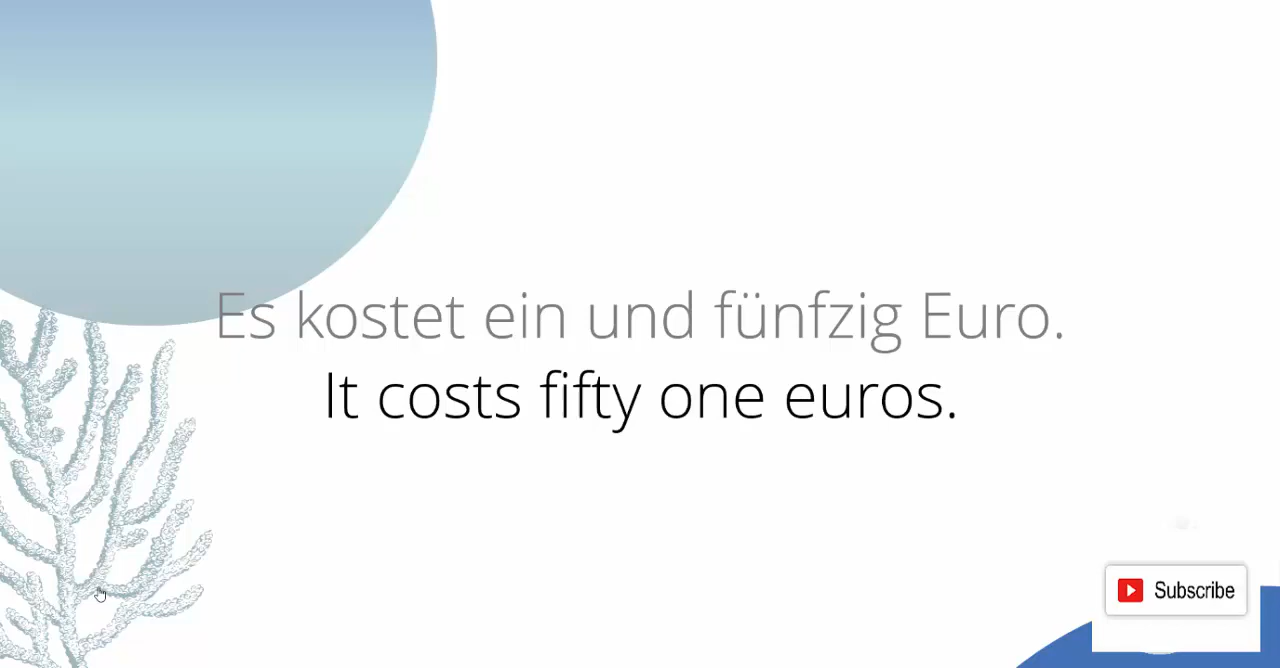 Es kostet ein und fünfzig Euro.
It costs fifty one euros.
Subscribe